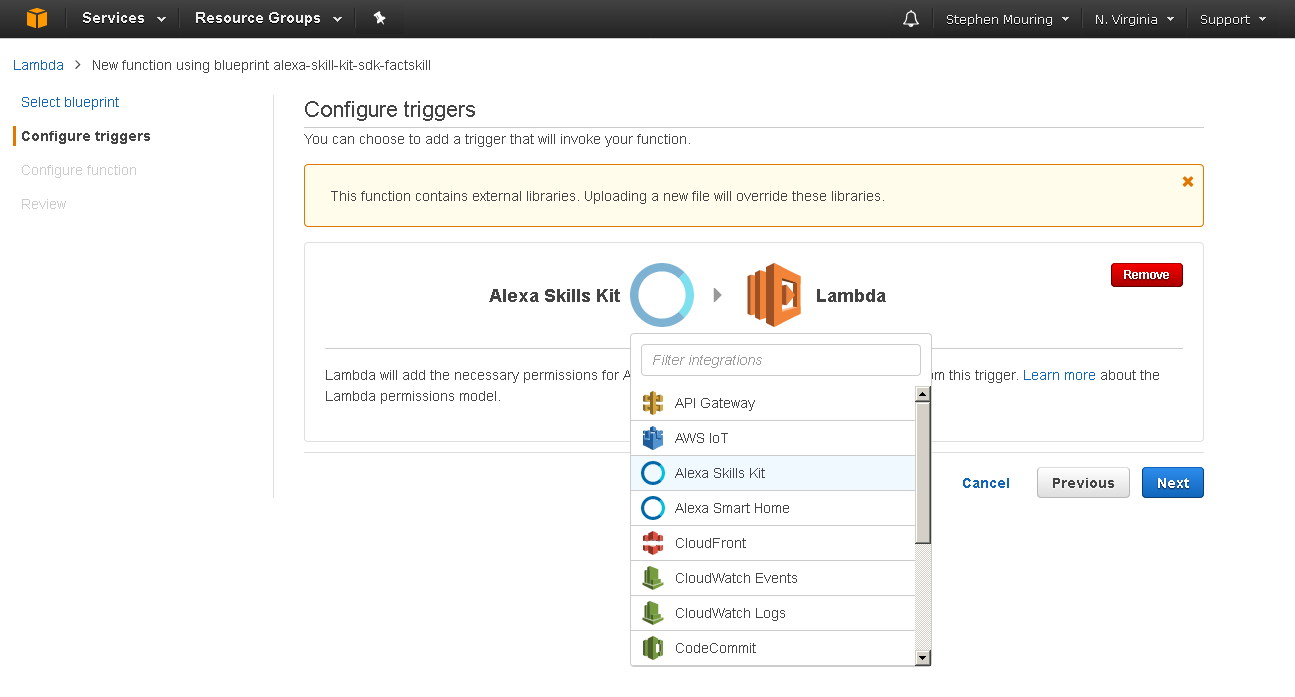 Services Resource Groups Stephen Mouring N. Virginia Support
Lambda > New function using blueprint alexa-skill-kit-sdk-factskill
Select blueprint
Configure triggers
Configure function
Review
Configure triggers
You can choose to add a trigger that will invoke your function.
This function contains external libraries. Uploading a new file will override these libraries.
Alexa Skills Kit Lambda
Remove
Filter integrations
Lambda will add the necessary permissions for A om this trigger. Learn more about the
Lambda permissions model.
API Gateway
AWS IoT
Alexa Skills Kit
Alexa Smart Home
CloudFront
CloudWatch Events
CloudWatch Logs
CodeCommit
Cancel Previous Next